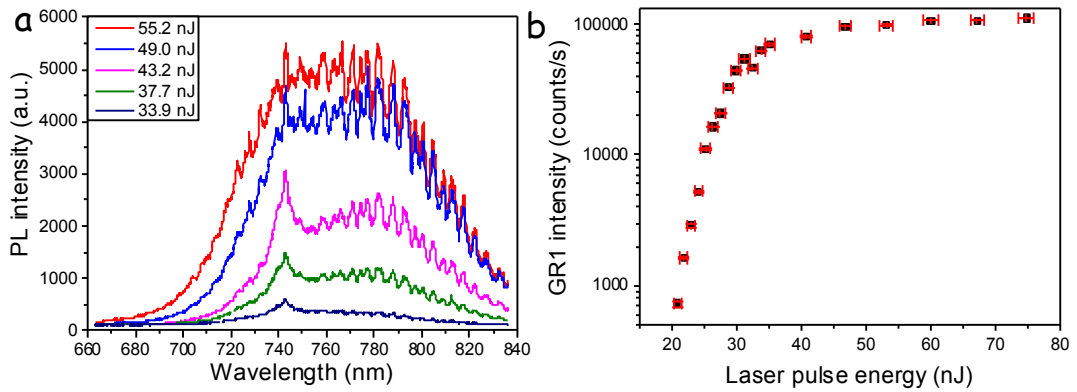 a
55.2 nJ
49.0 nJ
43.2 nJ
37.7 nJ
33.9 nJ
PL intensity (a.u.)
6000
5000
4000
3000
2000
1000
0
660 680 700 720 740 760 780 800 820 840
Wavelength (nm)
b
GR1 intensity (counts/s)
100000
10000
1000
20 30 40 50 60 70 80
Laser pulse energy (nJ)